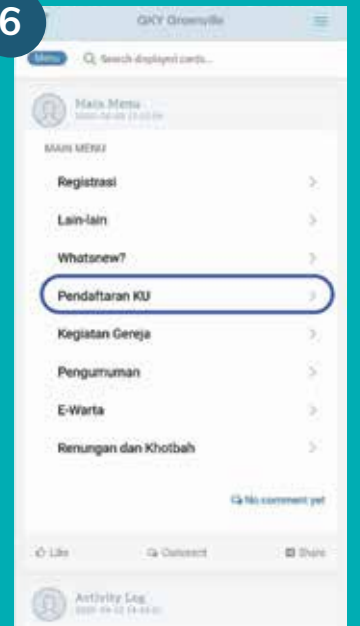 6
GKY Greenville
Menu
Search displayed cards...
Main Menu
MAIN MENU
Registrasi
Lain-lain
Whatsnew?
Pendaftaran KU
Kegiatan Gereja
Pengumuman
E-Warta
Renungan dan Khotbah
No comment yet
Like
Comment
Share
Activity Log